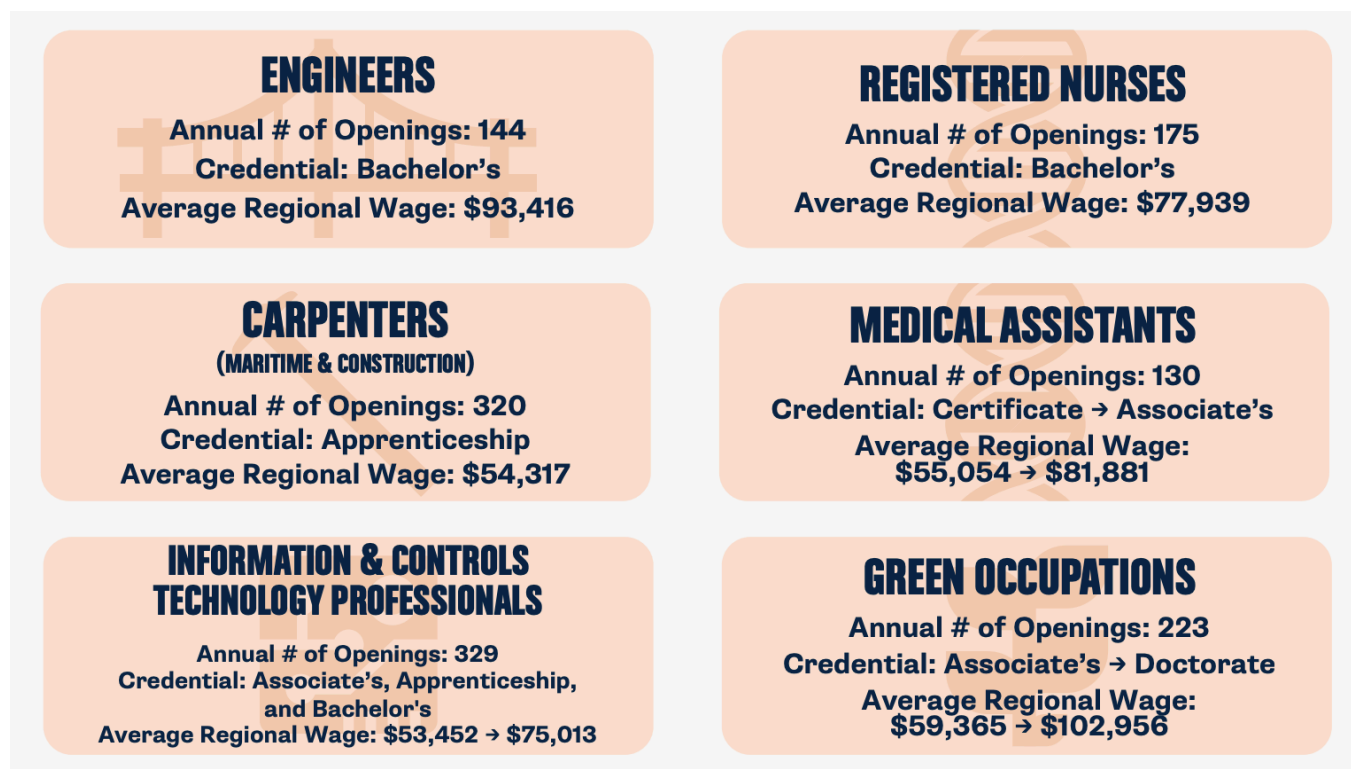 ENGINEERS
Annual # of Openings: 144
Credential: Bachelor’s
Average Regional Wage: $93,416
REGISTERED NURSES
Annual # of Openings: 175
Credential: Bachelor’s
Average Regional Wage: $77,939
CARPENTERS
(MARITIME & CONSTRUCTION)
Annual # of Openings: 320
Credential: Apprenticeship
Average Regional Wage: $54,317
MEDICAL ASSISTANTS
Annual # of Openings: 130
Credential: Certificate → Associate’s
Average Regional Wage:
$55,054 → $81,881
INFORMATION & CONTROLS
TECHNOLOGY PROFESSIONALS
Annual # of Openings: 329
Credential: Associate’s, Apprenticeship,
and Bachelor's
Average Regional Wage: $53,452 → $75,013
GREEN OCCUPATIONS
Annual # of Openings: 223
Credential: Associate’s → Doctorate
Average Regional Wage:
$59,365 → $102,956